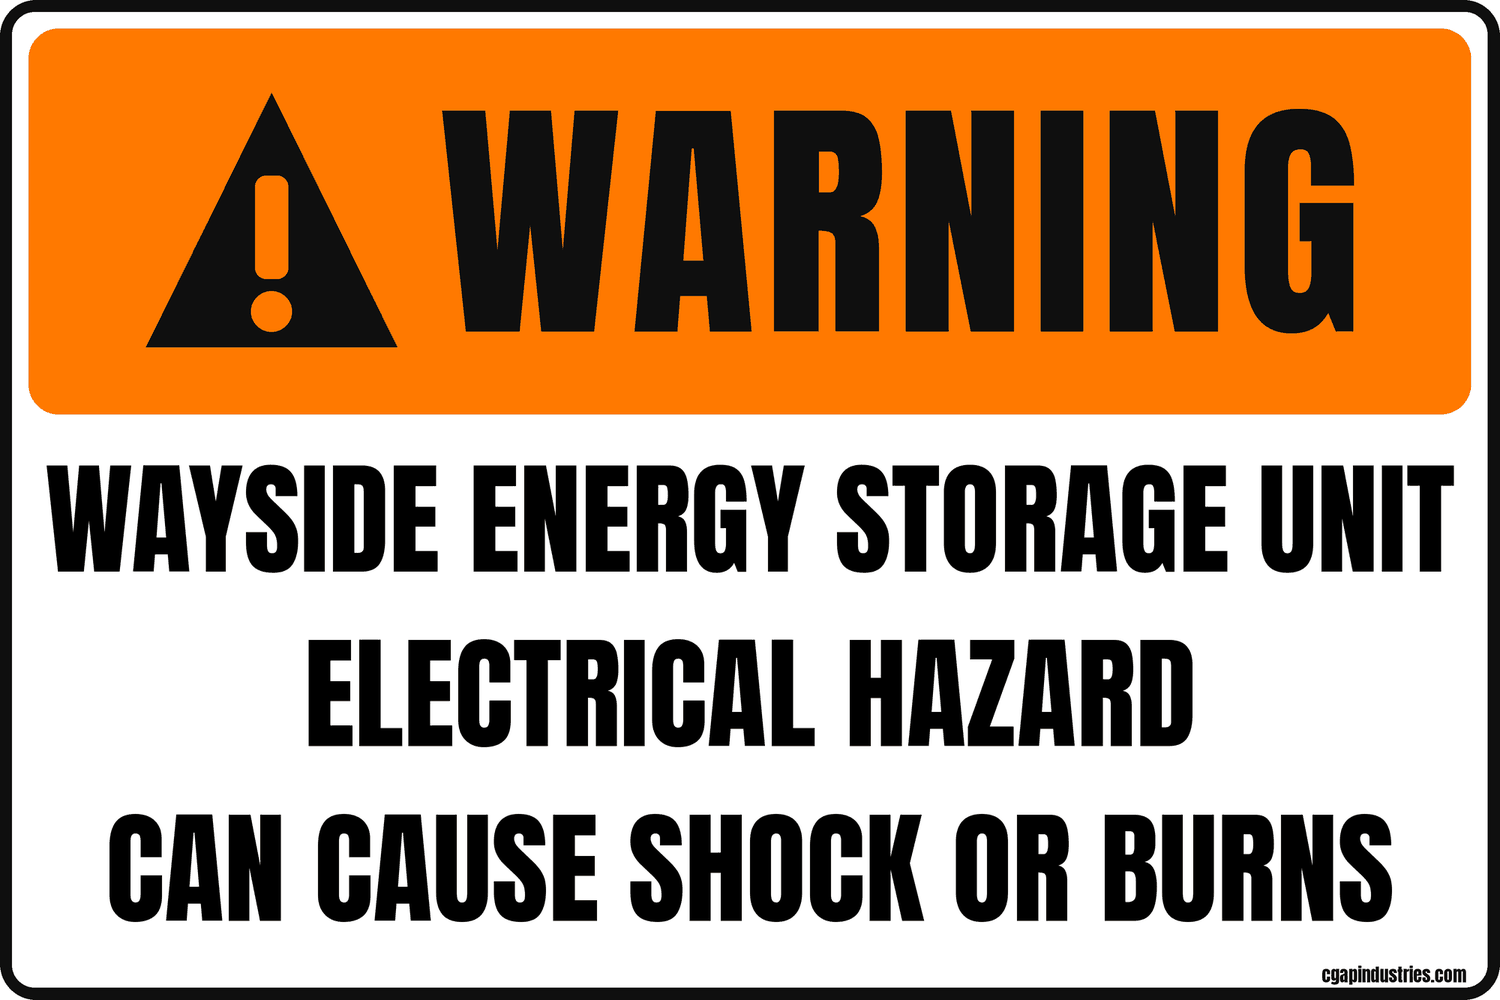 WARNING
WAYSIDE ENERGY STORAGE UNIT
ELECTRICAL HAZARD
CAN CAUSE SHOCK OR BURNS
cgapindustries.com